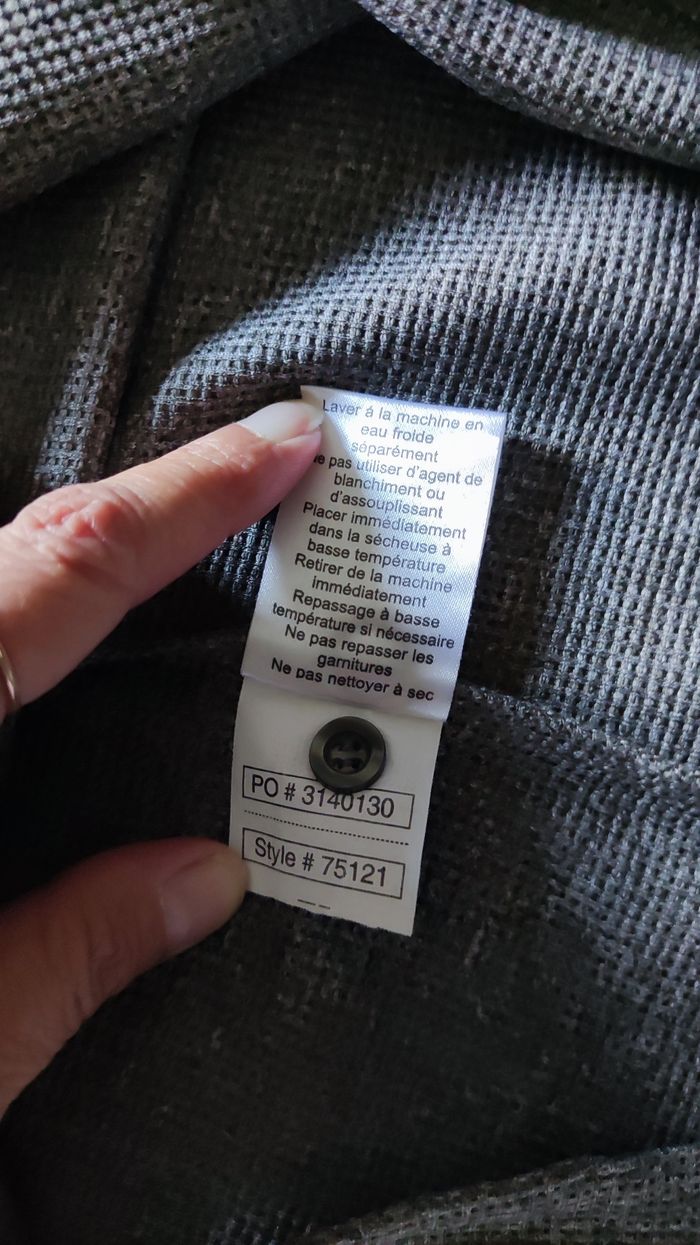 Laver á la machine en
eau froide
séparément
pas utiliser d'agent de
blanchiment ou
d'assouplissant
Placer immédiatement
dans la sécheuse à
basse température
Retirer de la machine
immédiatement
Repassage à basse
température si nécessaire
Ne pas repasser les
garnitures
Ne pas nettoyer à sec
PO # 3140130
Style # 75121